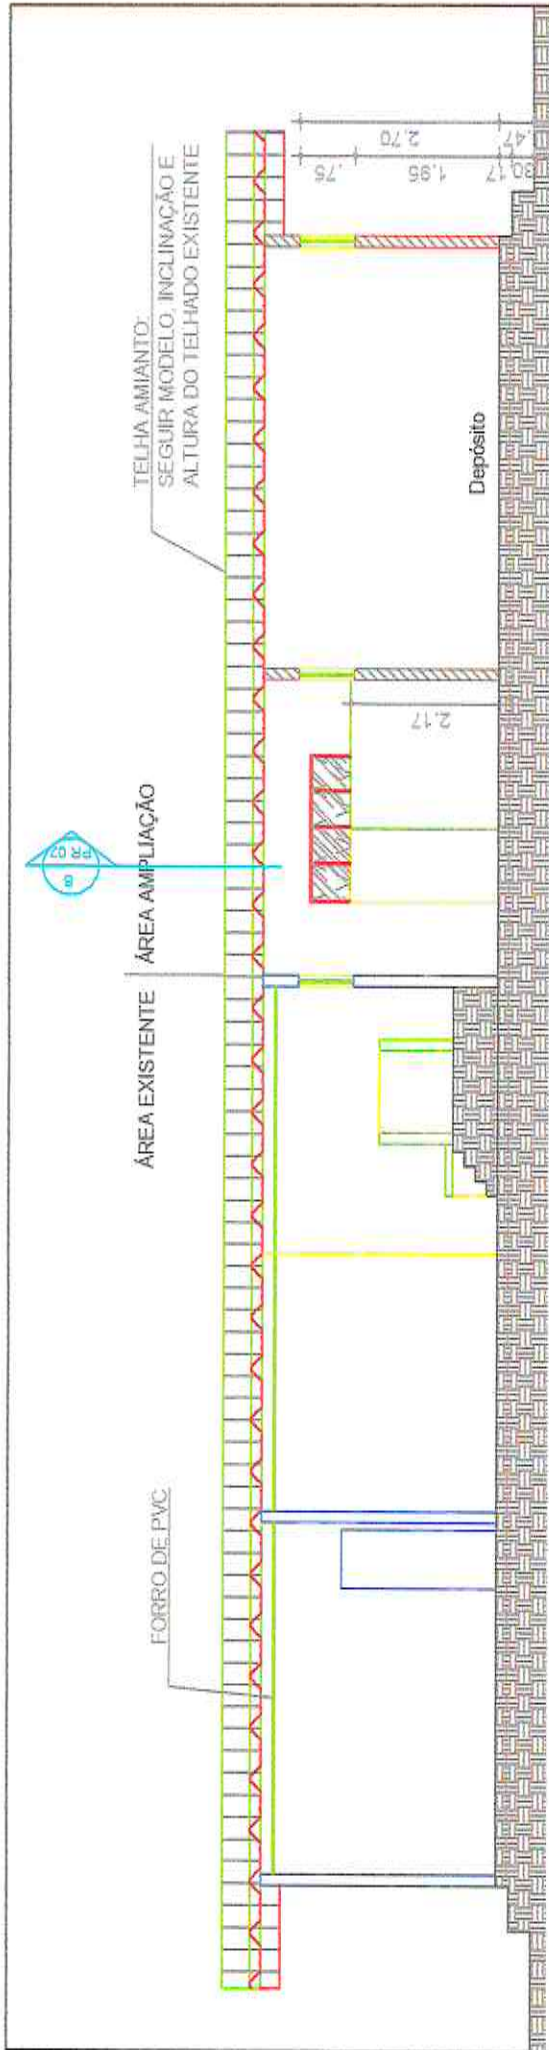 TELHA AMIANTO:
SEGUIR MODELO, INCLINAÇÃO E
ALTURA DO TELHADO EXISTENTE
B
PR 02
ÁREA EXISTENTE
ÁREA AMPLIAÇÃO
FORRO DE PVC
Depósito
2.17
.75
1.95
.17
.30
2.70
.47